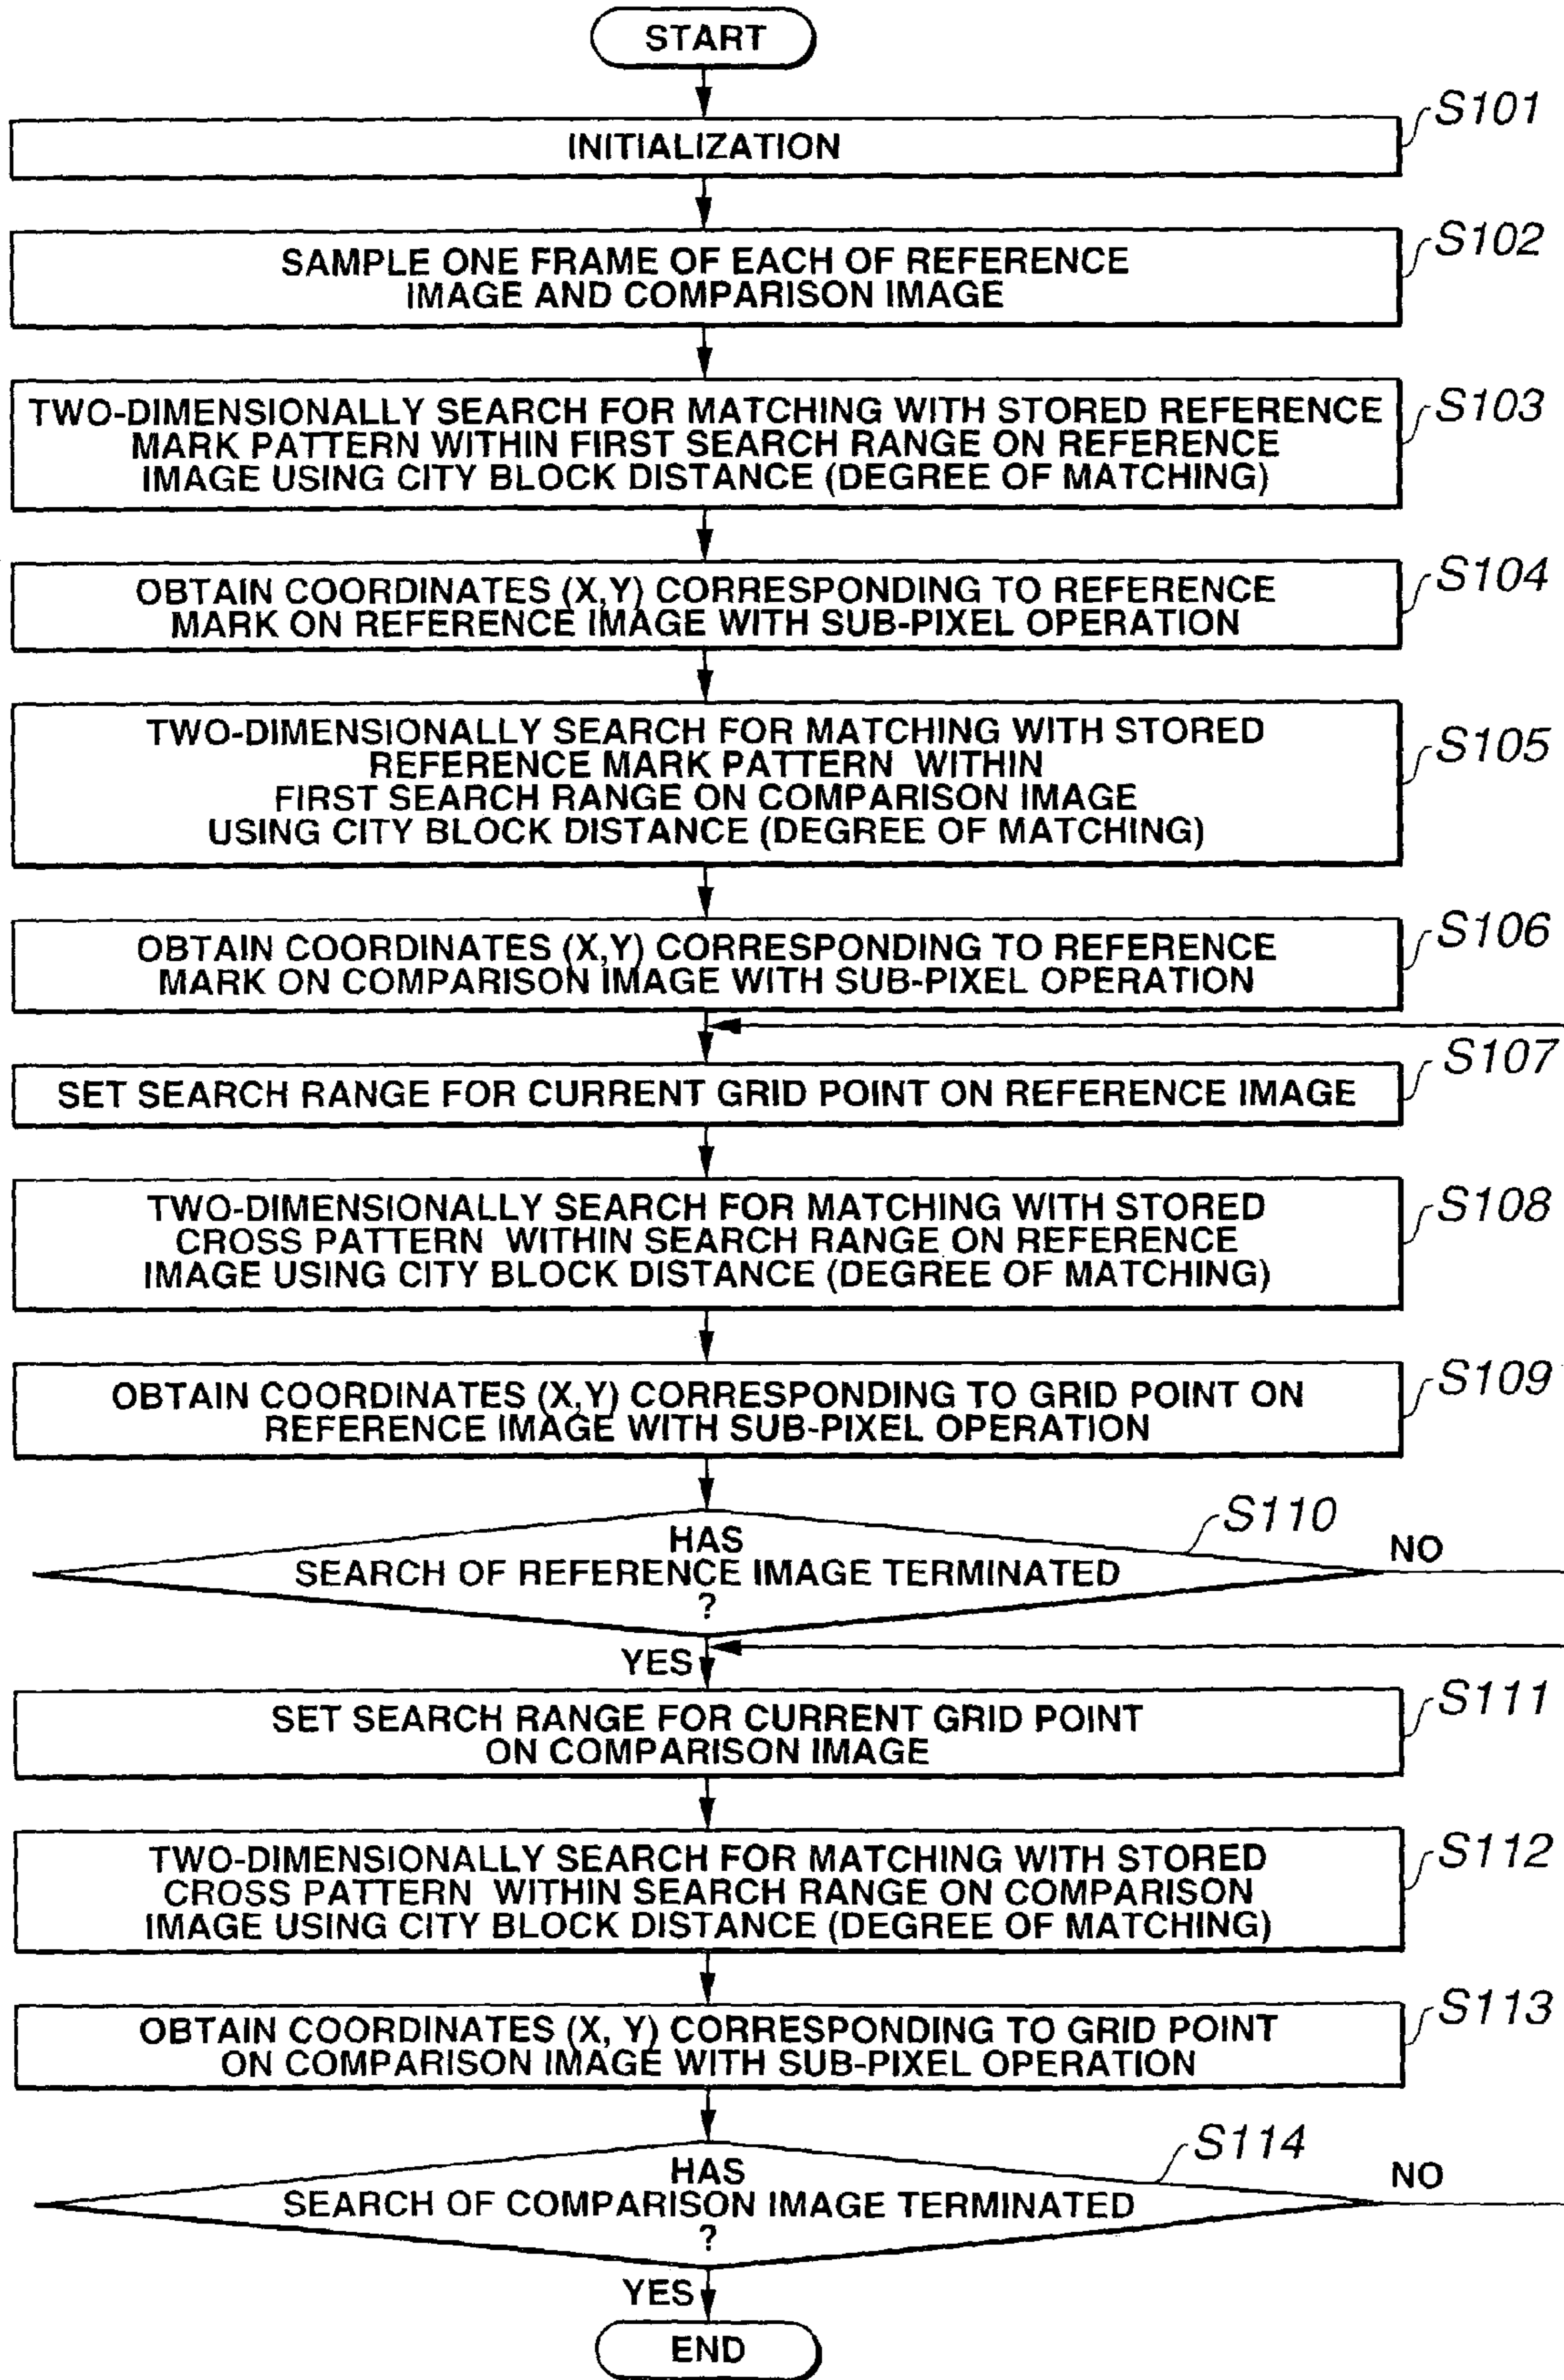 START
S101
INITIALIZATION
S102
SAMPLE ONE FRAME OF EACH OF REFERENCE
IMAGE AND COMPARISON IMAGE
S103
TWO-DIMENSIONALLY SEARCH FOR MATCHING WITH STORED REFERENCE
MARK PATTERN WITHIN FIRST SEARCH RANGE ON REFERENCE
IMAGE USING CITY BLOCK DISTANCE (DEGREE OF MATCHING)
S104
OBTAIN COORDINATES (X,Y) CORRESPONDING TO REFERENCE
MARK ON REFERENCE IMAGE WITH SUB-PIXEL OPERATION
S105
TWO-DIMENSIONALLY SEARCH FOR MATCHING WITH STORED
REFERENCE MARK PATTERN WITHIN
FIRST SEARCH RANGE ON COMPARISON IMAGE
USING CITY BLOCK DISTANCE (DEGREE OF MATCHING)
S106
OBTAIN COORDINATES (X,Y) CORRESPONDING TO REFERENCE
MARK ON COMPARISON IMAGE WITH SUB-PIXEL OPERATION
S107
SET SEARCH RANGE FOR CURRENT GRID POINT ON REFERENCE IMAGE
S108
TWO-DIMENSIONALLY SEARCH FOR MATCHING WITH STORED
CROSS PATTERN WITHIN SEARCH RANGE ON REFERENCE
IMAGE USING CITY BLOCK DISTANCE (DEGREE OF MATCHING)
S109
OBTAIN COORDINATES (X,Y) CORRESPONDING TO GRID POINT ON
REFERENCE IMAGE WITH SUB-PIXEL OPERATION
S110
HAS
SEARCH OF REFERENCE IMAGE TERMINATED
?
NO
YES
S111
SET SEARCH RANGE FOR CURRENT GRID POINT
ON COMPARISON IMAGE
S112
TWO-DIMENSIONALLY SEARCH FOR MATCHING WITH STORED
CROSS PATTERN WITHIN SEARCH RANGE ON COMPARISON
IMAGE USING CITY BLOCK DISTANCE (DEGREE OF MATCHING)
S113
OBTAIN COORDINATES (X, Y) CORRESPONDING TO GRID POINT
ON COMPARISON IMAGE WITH SUB-PIXEL OPERATION
S114
HAS
SEARCH OF COMPARISON IMAGE TERMINATED
?
NO
YES
END